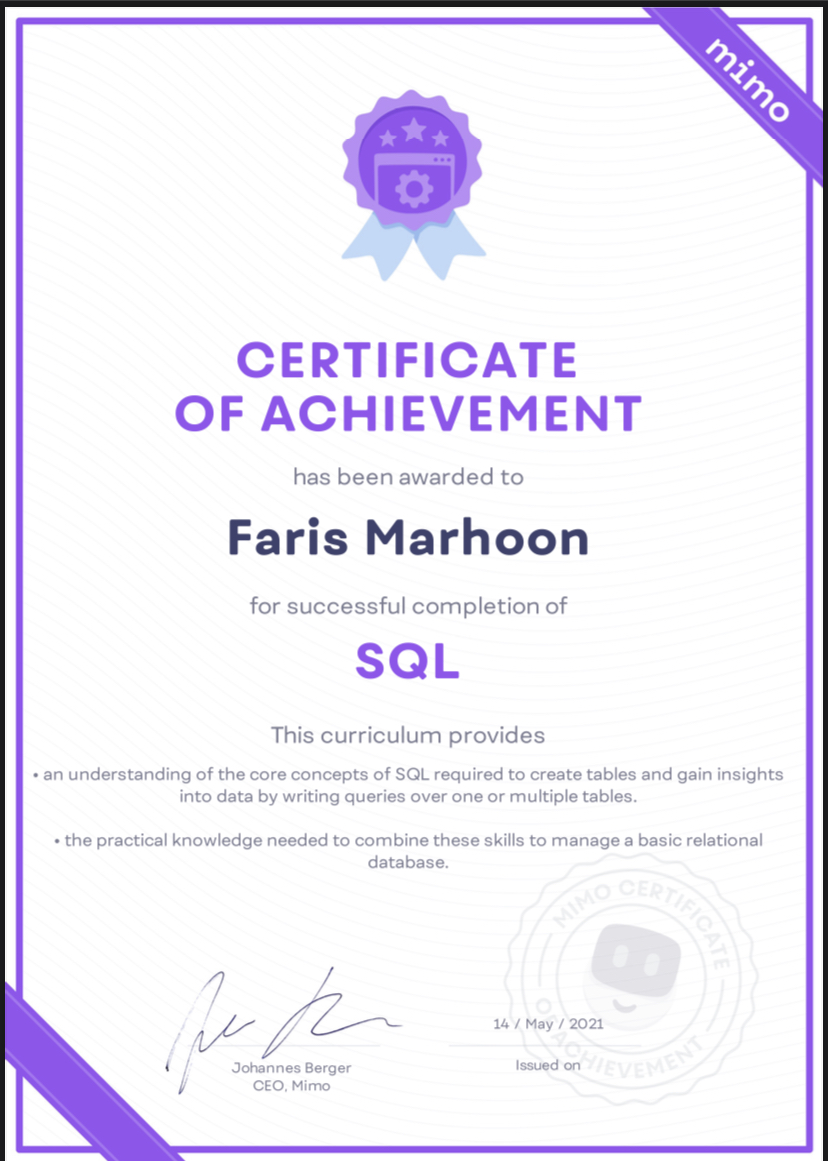 mimo
CERTIFICATE
OF ACHIEVEMENT
has been awarded to
Faris Marhoon
for successful completion of
SQL
This curriculum provides
• an understanding of the core concepts of SQL required to create tables and gain insights
into data by writing queries over one or multiple tables.
• the practical knowledge needed to combine these skills to manage a basic relational
database.
MIMO CERTIFICATE
OF ACHIEVEMENT
14 / May / 2021
Issued on
Johannes Berger
CEO, Mimo